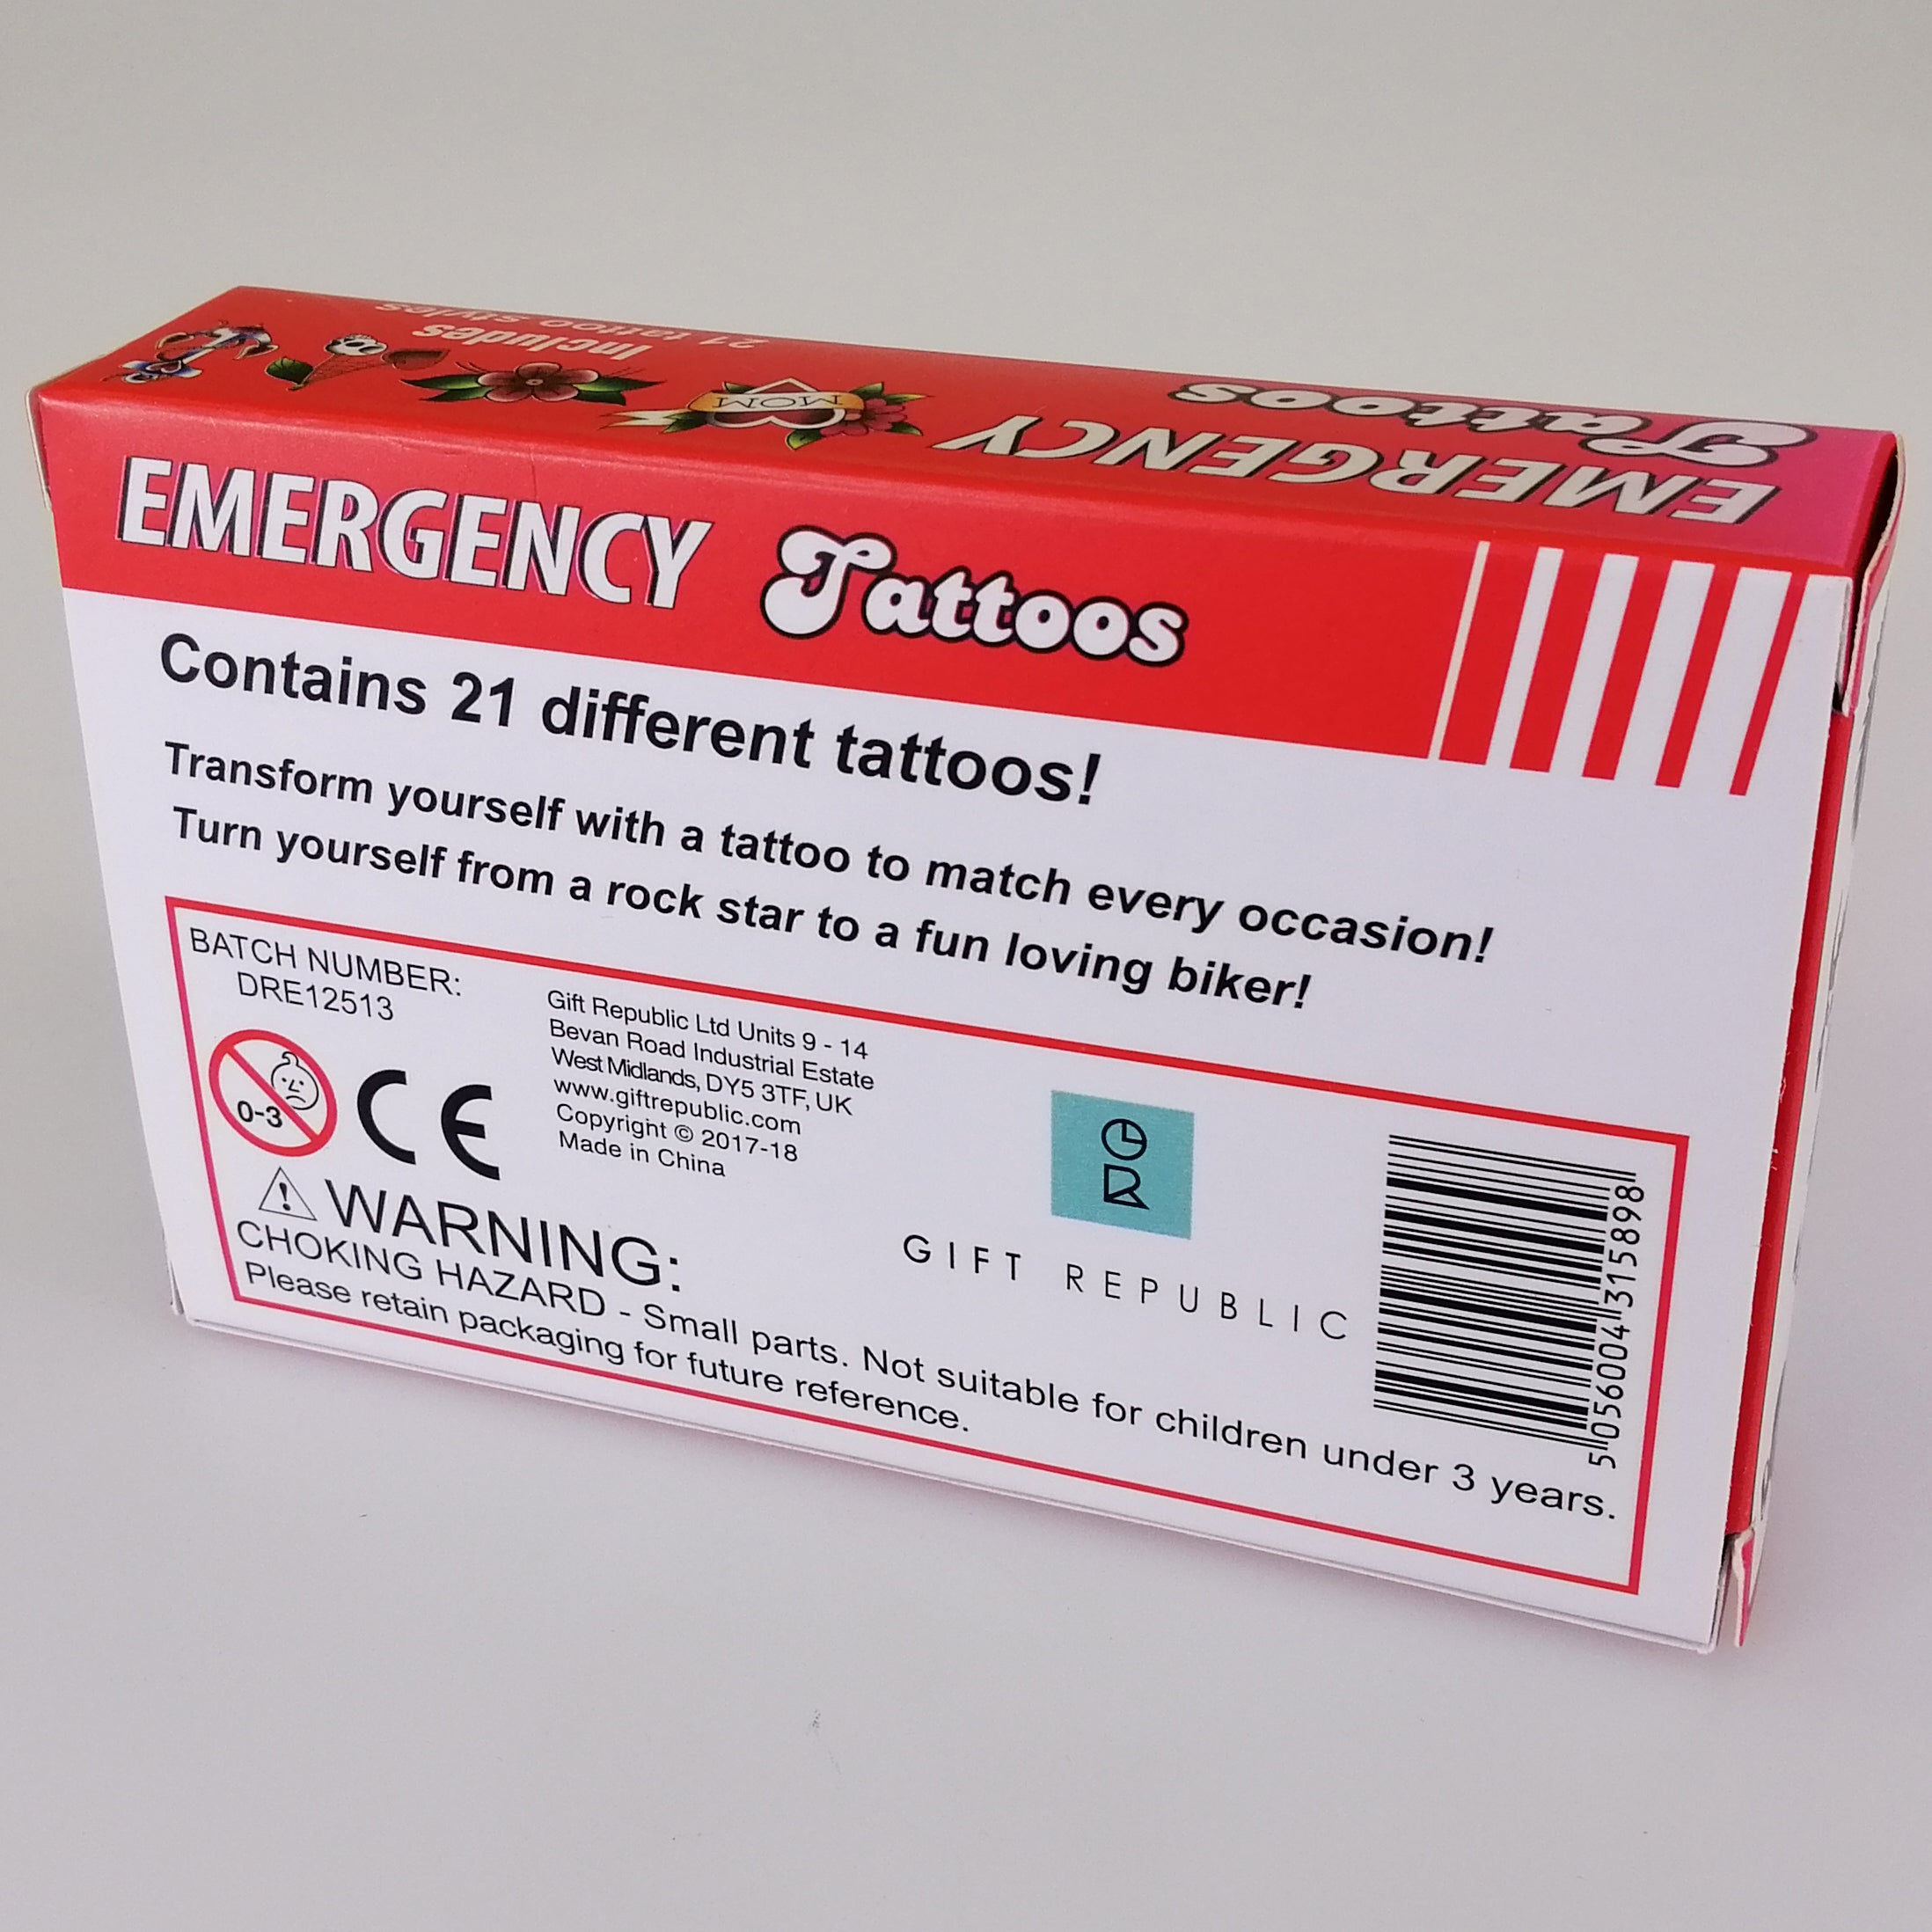 Includes
21 tattoo styles
MOM
EMERGENCY
Tattoos
EMERGENCY Tattoos
Contains 21 different tattoos!
Transform yourself with a tattoo to match every occasion!
Turn yourself from a rock star to a fun loving biker!
BATCH NUMBER:
DRE12513
0-3
CE
Gift Republic Ltd Units 9 - 14
Bevan Road Industrial Estate
West Midlands, DY5 3TF, UK
www.giftrepublic.com
Copyright © 2017-18
Made in China
GR
GIFT REPUBLIC
5 056004 315898
WARNING:
CHOKING HAZARD - Small parts. Not suitable for children under 3 years.
Please retain packaging for future reference.